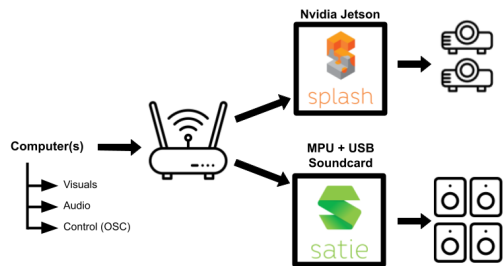 Nvidia Jetson
splash
Computer(s)
Visuals
Audio
Control (OSC)
MPU + USB
Soundcard
satie